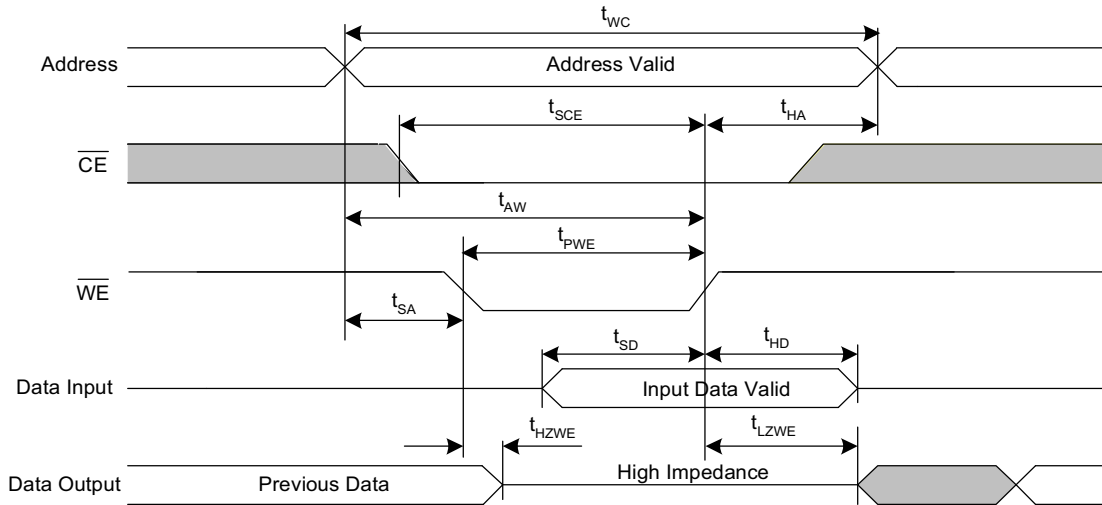 tWC
Address
Address Valid
tSCE
tHA
CE
tAW
tPWE
WE
tSA
tSD
tHD
Data Input
Input Data Valid
tHZWE
tLZWE
Data Output
Previous Data
High Impedance